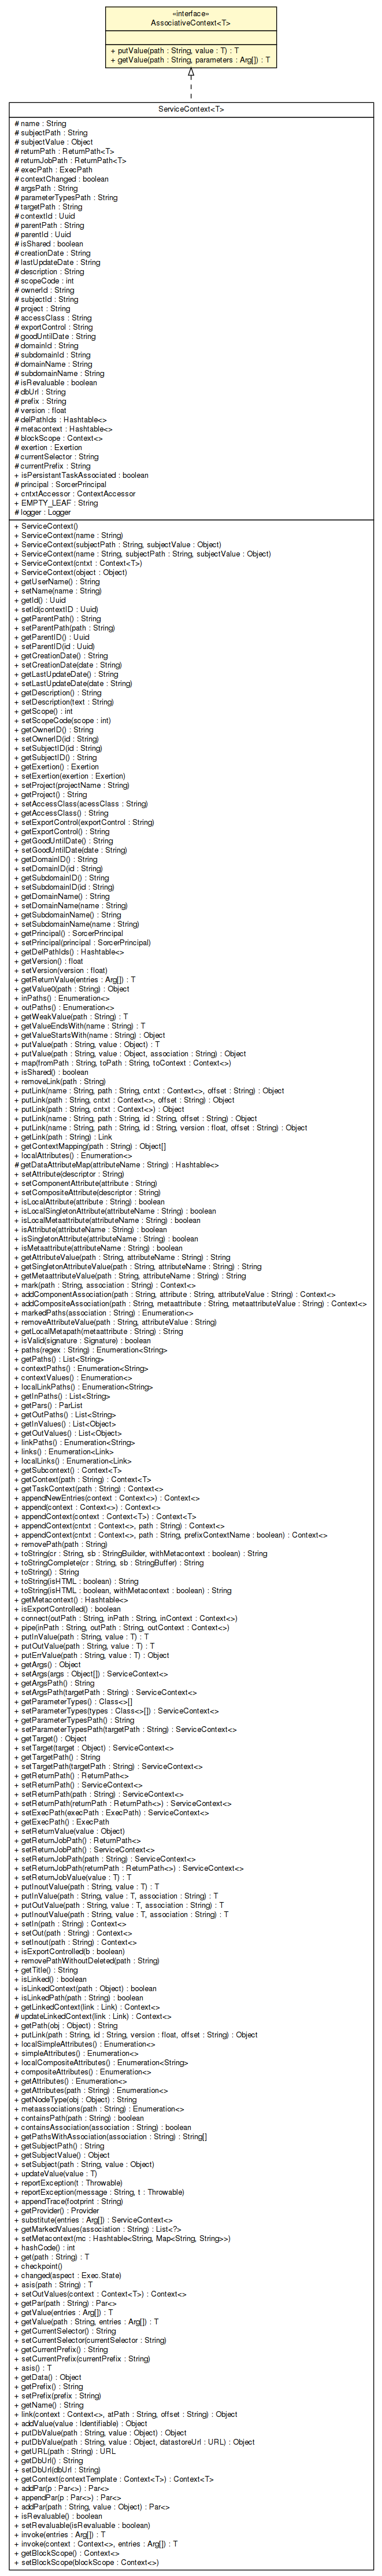 «interface»
AssociativeContext<T>
+ putValue(path : String, value : T) : T
+ getValue(path : String, parameters : Arg[]) : T
ServiceContext<T>
# name : String
# subjectPath : String
# subjectValue : Object
# returnPath : ReturnPath<T>
# returnJobPath : ReturnPath<T>
# execPath : ExecPath
# contextChanged : boolean
# argsPath : String
# parameterTypesPath : String
# targetPath : String
# contextId : Uuid
# parentPath : String
# parentId : Uuid
# isShared : boolean
# creationDate : String
# lastUpdateDate : String
# description : String
# scopeCode : int
# ownerId : String
# subjectId : String
# project : String
# accessClass : String
# exportControl : String
# goodUntilDate : String
# domainId : String
# subdomainId : String
# domainName : String
# subdomainName : String
# isRevaluable : boolean
# dbUrl : String
# prefix : String
# version : float
# delPathIds : Hashtable<>
# metacontext : Hashtable<>
# blockScope : Context<>
# exertion : Exertion
# currentSelector : String
# currentPrefix : String
+ isPersistantTaskAssociated : boolean
# principal : SorcerPrincipal
~ cntxtAccessor : ContextAccessor
+ EMPTY_LEAF : String
# logger : Logger
+ ServiceContext()
+ ServiceContext(name : String)
+ ServiceContext(subjectPath : String, subjectValue : Object)
+ ServiceContext(name : String, subjectPath : String, subjectValue : Object)
+ ServiceContext(cntxt : Context<T>)
+ ServiceContext(object : Object)
+ getUserName() : String
+ setName(name : String)
+ getId() : Uuid
+ setId(contextID : Uuid)
+ getParentPath() : String
+ setParentPath(path : String)
+ getParentID() : Uuid
+ setParentID(id : Uuid)
+ getCreationDate() : String
+ setCreationDate(date : String)
+ getLastUpdateDate() : String
+ setLastUpdateDate(date : String)
+ getDescription() : String
+ setDescription(text : String)
+ getScope() : int
+ setScopeCode(scope : int)
+ getOwnerID() : String
+ setOwnerID(id : String)
+ setSubjectID(id : String)
+ getSubjectID() : String
+ getExertion() : Exertion
+ setExertion(exertion : Exertion)
+ setProject(projectName : String)
+ getProject() : String
+ setAccessClass(acessClass : String)
+ getAccessClass() : String
+ setExportControl(exportControl : String)
+ getExportControl() : String
+ getGoodUntilDate() : String
+ setGoodUntilDate(date : String)
+ getDomainID() : String
+ setDomainID(id : String)
+ getSubdomainID() : String
+ setSubdomainID(id : String)
+ getDomainName() : String
+ setDomainName(name : String)
+ getSubdomainName() : String
+ setSubdomainName(name : String)
+ getPrincipal() : SorcerPrincipal
+ setPrincipal(principal : SorcerPrincipal)
+ getDelPathIds() : Hashtable<>
+ getVersion() : float
+ setVersion(version : float)
+ getReturnValue(entries : Arg[]) : T
+ getValue0(path : String) : Object
+ inPaths() : Enumeration<>
+ outPaths() : Enumeration<>
+ getWeakValue(path : String) : T
+ getValueEndsWith(name : String) : T
+ getValueStartsWith(name : String) : Object
+ putValue(path : String, value : Object) : T
+ putValue(path : String, value : Object, association : String) : Object
+ map(fromPath : String, toPath : String, toContext : Context<>)
+ isShared() : boolean
+ removeLink(path : String)
+ putLink(name : String, path : String, cntxt : Context<>, offset : String) : Object
+ putLink(path : String, cntxt : Context<>, offset : String) : Object
+ putLink(path : String, cntxt : Context<>) : Object
+ putLink(name : String, path : String, id : String, offset : String) : Object
+ putLink(name : String, path : String, id : String, version : float, offset : String) : Object
+ getLink(path : String) : Link
+ getContextMapping(path : String) : Object[]
+ localAttributes() : Enumeration<>
# getDataAttributeMap(attributeName : String) : Hashtable<>
+ setAttribute(descriptor : String)
+ setComponentAttribute(attribute : String)
+ setCompositeAttribute(descriptor : String)
+ isLocalAttribute(attribute : String) : boolean
+ isLocalSingletonAttribute(attributeName : String) : boolean
+ isLocalMetaattribute(attributeName : String) : boolean
+ isAttribute(attributeName : String) : boolean
+ isSingletonAttribute(attributeName : String) : boolean
+ isMetaattribute(attributeName : String) : boolean
+ getAttributeValue(path : String, attributeName : String) : String
+ getSingletonAttributeValue(path : String, attributeName : String) : String
+ getMetaattributeValue(path : String, attributeName : String) : String
+ mark(path : String, association : String) : Context<>
+ addComponentAssociation(path : String, attribute : String, attributeValue : String) : Context<>
+ addCompositeAssociation(path : String, metaattribute : String, metaattributeValue : String) : Context<>
+ markedPaths(association : String) : Enumeration<>
+ removeAttributeValue(path : String, attributeValue : String)
+ getLocalMetapath(metaattribute : String) : String
+ isValid(signature : Signature) : boolean
+ paths(regex : String) : Enumeration<String>
+ getPaths() : List<String>
+ contextPaths() : Enumeration<String>
+ contextValues() : Enumeration<>
+ localLinkPaths() : Enumeration<String>
+ getInPaths() : List<String>
+ getPars() : ParList
+ getOutPaths() : List<String>
+ getInValues() : List<Object>
+ getOutValues() : List<Object>
+ linkPaths() : Enumeration<String>
+ links() : Enumeration<Link>
+ localLinks() : Enumeration<Link>
+ getSubcontext() : Context<T>
+ getContext(path : String) : Context<T>
+ getTaskContext(path : String) : Context<>
+ appendNewEntries(context : Context<>) : Context<>
+ append(context : Context<>) : Context<>
+ appendContext(context : Context<T>) : Context<T>
+ appendContext(cntxt : Context<>, path : String) : Context<>
+ appendContext(cntxt : Context<>, path : String, prefixContextName : boolean) : Context<>
+ removePath(path : String)
+ toString(cr : String, sb : StringBuilder, withMetacontext : boolean) : String
+ toStringComplete(cr : String, sb : StringBuffer) : String
+ toString() : String
+ toString(isHTML : boolean) : String
+ toString(isHTML : boolean, withMetacontext : boolean) : String
+ getMetacontext() : Hashtable<>
+ isExportControlled() : boolean
+ connect(outPath : String, inPath : String, inContext : Context<>)
+ pipe(inPath : String, outPath : String, outContext : Context<>)
+ putInValue(path : String, value : T) : T
+ putOutValue(path : String, value : T) : T
+ putErrValue(path : String, value : T) : Object
+ getArgs() : Object
+ setArgs(args : Object[]) : ServiceContext<>
+ getArgsPath() : String
+ setArgsPath(targetPath : String) : ServiceContext<>
+ getParameterTypes() : Class<>[]
+ setParameterTypes(types : Class<>[]) : ServiceContext<>
+ getParameterTypesPath() : String
+ setParameterTypesPath(targetPath : String) : ServiceContext<>
+ getTarget() : Object
+ setTarget(target : Object) : ServiceContext<>
+ getTargetPath() : String
+ setTargetPath(targetPath : String) : ServiceContext<>
+ getReturnPath() : ReturnPath<>
+ setReturnPath() : ServiceContext<>
+ setReturnPath(path : String) : ServiceContext<>
+ setReturnPath(returnPath : ReturnPath<>) : ServiceContext<>
+ setExecPath(execPath : ExecPath) : ServiceContext<>
+ getExecPath() : ExecPath
+ setReturnValue(value : Object)
+ getReturnJobPath() : ReturnPath<>
+ setReturnJobPath() : ServiceContext<>
+ setReturnJobPath(path : String) : ServiceContext<>
+ setReturnJobPath(returnPath : ReturnPath<>) : ServiceContext<>
+ setReturnJobValue(value : T) : T
+ putInoutValue(path : String, value : T) : T
+ putInValue(path : String, value : T, association : String) : T
+ putOutValue(path : String, value : T, association : String) : T
+ putInoutValue(path : String, value : T, association : String) : T
+ setIn(path : String) : Context<>
+ setOut(path : String) : Context<>
+ setInout(path : String) : Context<>
+ isExportControlled(b : boolean)
+ removePathWithoutDeleted(path : String)
+ getTitle() : String
+ isLinked() : boolean
+ isLinkedContext(path : Object) : boolean
+ isLinkedPath(path : String) : boolean
+ getLinkedContext(link : Link) : Context<>
# updateLinkedContext(link : Link) : Context<>
+ getPath(obj : Object) : String
+ putLink(path : String, id : String, version : float, offset : String) : Object
+ localSimpleAttributes() : Enumeration<>
+ simpleAttributes() : Enumeration<>
+ localCompositeAttributes() : Enumeration<String>
+ compositeAttributes() : Enumeration<>
+ getAttributes() : Enumeration<>
+ getAttributes(path : String) : Enumeration<>
+ getNodeType(obj : Object) : String
+ metaassociations(path : String) : Enumeration<>
+ containsPath(path : String) : boolean
+ containsAssociation(association : String) : boolean
+ getPathsWithAssociation(association : String) : String[]
+ getSubjectPath() : String
+ getSubjectValue() : Object
+ setSubject(path : String, value : Object)
+ updateValue(value : T)
+ reportException(t : Throwable)
+ reportException(message : String, t : Throwable)
+ appendTrace(footprint : String)
+ getProvider() : Provider
+ substitute(entries : Arg[]) : ServiceContext<>
+ getMarkedValues(association : String) : List<?>
+ setMetacontext(mc : Hashtable<String, Map<String, String>>)
+ hashCode() : int
+ get(path : String) : T
+ checkpoint()
+ changed(aspect : Exec.State)
+ asis(path : String) : T
+ setOutValues(context : Context<T>) : Context<>
+ getPar(path : String) : Par<>
+ getValue(entries : Arg[]) : T
+ getValue(path : String, entries : Arg[]) : T
+ getCurrentSelector() : String
+ setCurrentSelector(currentSelector : String)
+ getCurrentPrefix() : String
+ setCurrentPrefix(currentPrefix : String)
+ asis() : T
+ getData() : Object
+ getPrefix() : String
+ setPrefix(prefix : String)
+ getName() : String
+ link(context : Context<>, atPath : String, offset : String) : Object
+ addValue(value : Identifiable) : Object
+ putDbValue(path : String, value : Object) : Object
+ putDbValue(path : String, value : Object, datastoreUrl : URL) : Object
+ getURL(path : String) : URL
+ getDbUrl() : String
+ setDbUrl(dbUrl : String)
+ getContext(contextTemplate : Context<T>) : Context<T>
+ addPar(p : Par<>) : Par<>
+ appendPar(p : Par<>) : Par<>
+ addPar(path : String, value : Object) : Par<>
+ isRevaluable() : boolean
+ setRevaluable(isRevaluable : boolean)
+ invoke(entries : Arg[]) : T
+ invoke(context : Context<>, entries : Arg[]) : T
+ getBlockScope() : Context<>
+ setBlockScope(blockScope : Context<>)